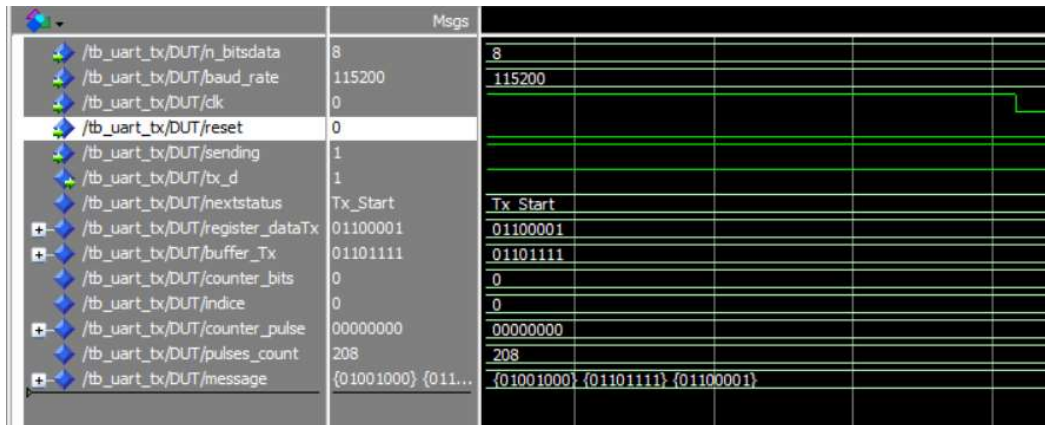 Msgs
/tb_uart_tx/DUT/n_bitsdata 8 8
/tb_uart_tx/DUT/baud_rate 115200 115200
/tb_uart_tx/DUT/clk 0
/tb_uart_tx/DUT/reset 0
/tb_uart_tx/DUT/sending 1
/tb_uart_tx/DUT/tx_d 1
/tb_uart_tx/DUT/nextstatus Tx_Start Tx_Start
/tb_uart_tx/DUT/register_dataTx 01100001 01100001
/tb_uart_tx/DUT/buffer_Tx 01101111 01101111
/tb_uart_tx/DUT/counter_bits 0 0
/tb_uart_tx/DUT/indice 0 0
/tb_uart_tx/DUT/counter_pulse 00000000 00000000
/tb_uart_tx/DUT/pulses_count 208 208
/tb_uart_tx/DUT/message {01001000} {011... {01001000} {01101111} {01100001}